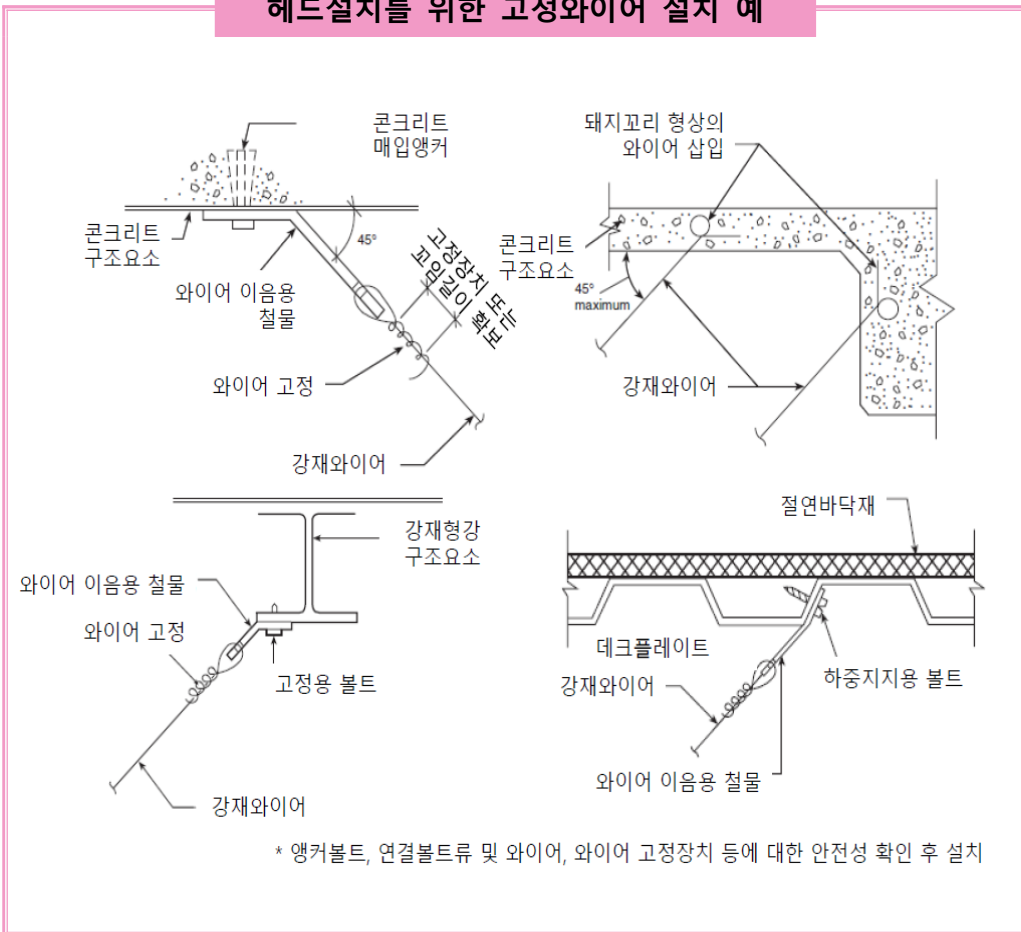 헤드설치를 위한 고정와이어 설치 예
콘크리트
매입앵커
콘크리트
구조요소
45°
고정장치 또는
꼬임길이 확보
와이어 이음용
철물
와이어 고정
강재와이어
돼지꼬리 형상의
와이어 삽입
콘크리트
구조요소
45°
maximum
강재와이어
강재형강
구조요소
와이어 이음용 철물
와이어 고정
고정용 볼트
강재와이어
절연바닥재
데크플레이트
강재와이어
하중지지용 볼트
와이어 이음용 철물
* 앵커볼트, 연결볼트류 및 와이어, 와이어 고정장치 등에 대한 안전성 확인 후 설치